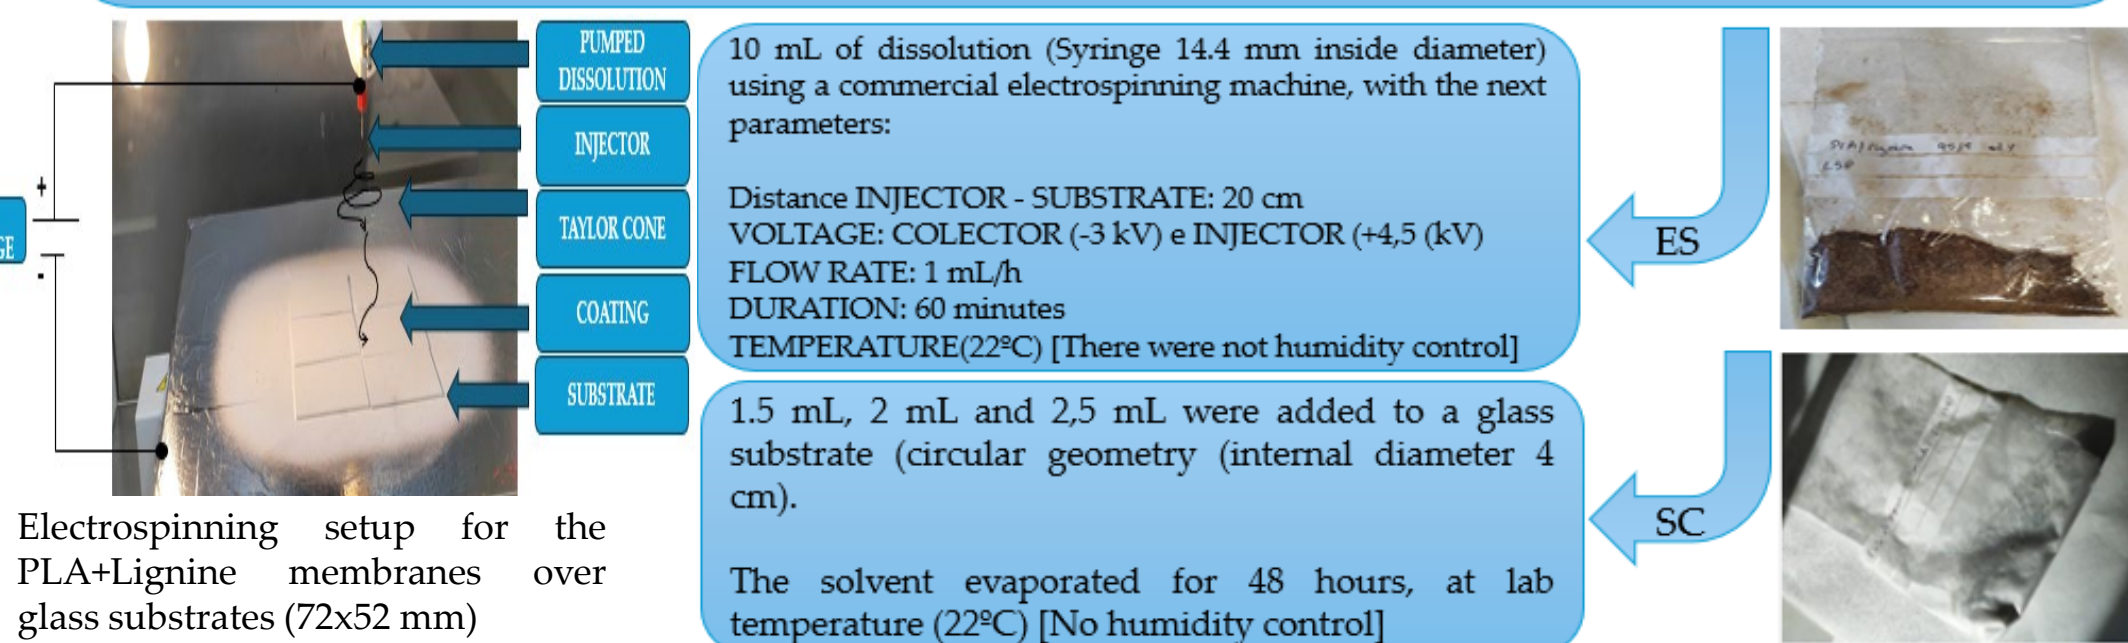 PUMPED
DISSOLUTION
INJECTOR
TAYLOR CONE
COATING
SUBSTRATE
+
-
GE
Electrospinning setup for the
PLA+Lignine membranes over
glass substrates (72x52 mm)
10 mL of dissolution (Syringe 14.4 mm inside diameter)
using a commercial electrospinning machine, with the next
parameters:
Distance INJECTOR - SUBSTRATE: 20 cm
VOLTAGE: COLECTOR (-3 kV) e INJECTOR (+4,5 (kV)
FLOW RATE: 1 mL/h
DURATION: 60 minutes
TEMPERATURE(22ºC) [There were not humidity control]
1.5 mL, 2 mL and 2,5 mL were added to a glass
substrate (circular geometry (internal diameter 4
cm).
The solvent evaporated for 48 hours, at lab
temperature (22ºC) [No humidity control]
ES
SC